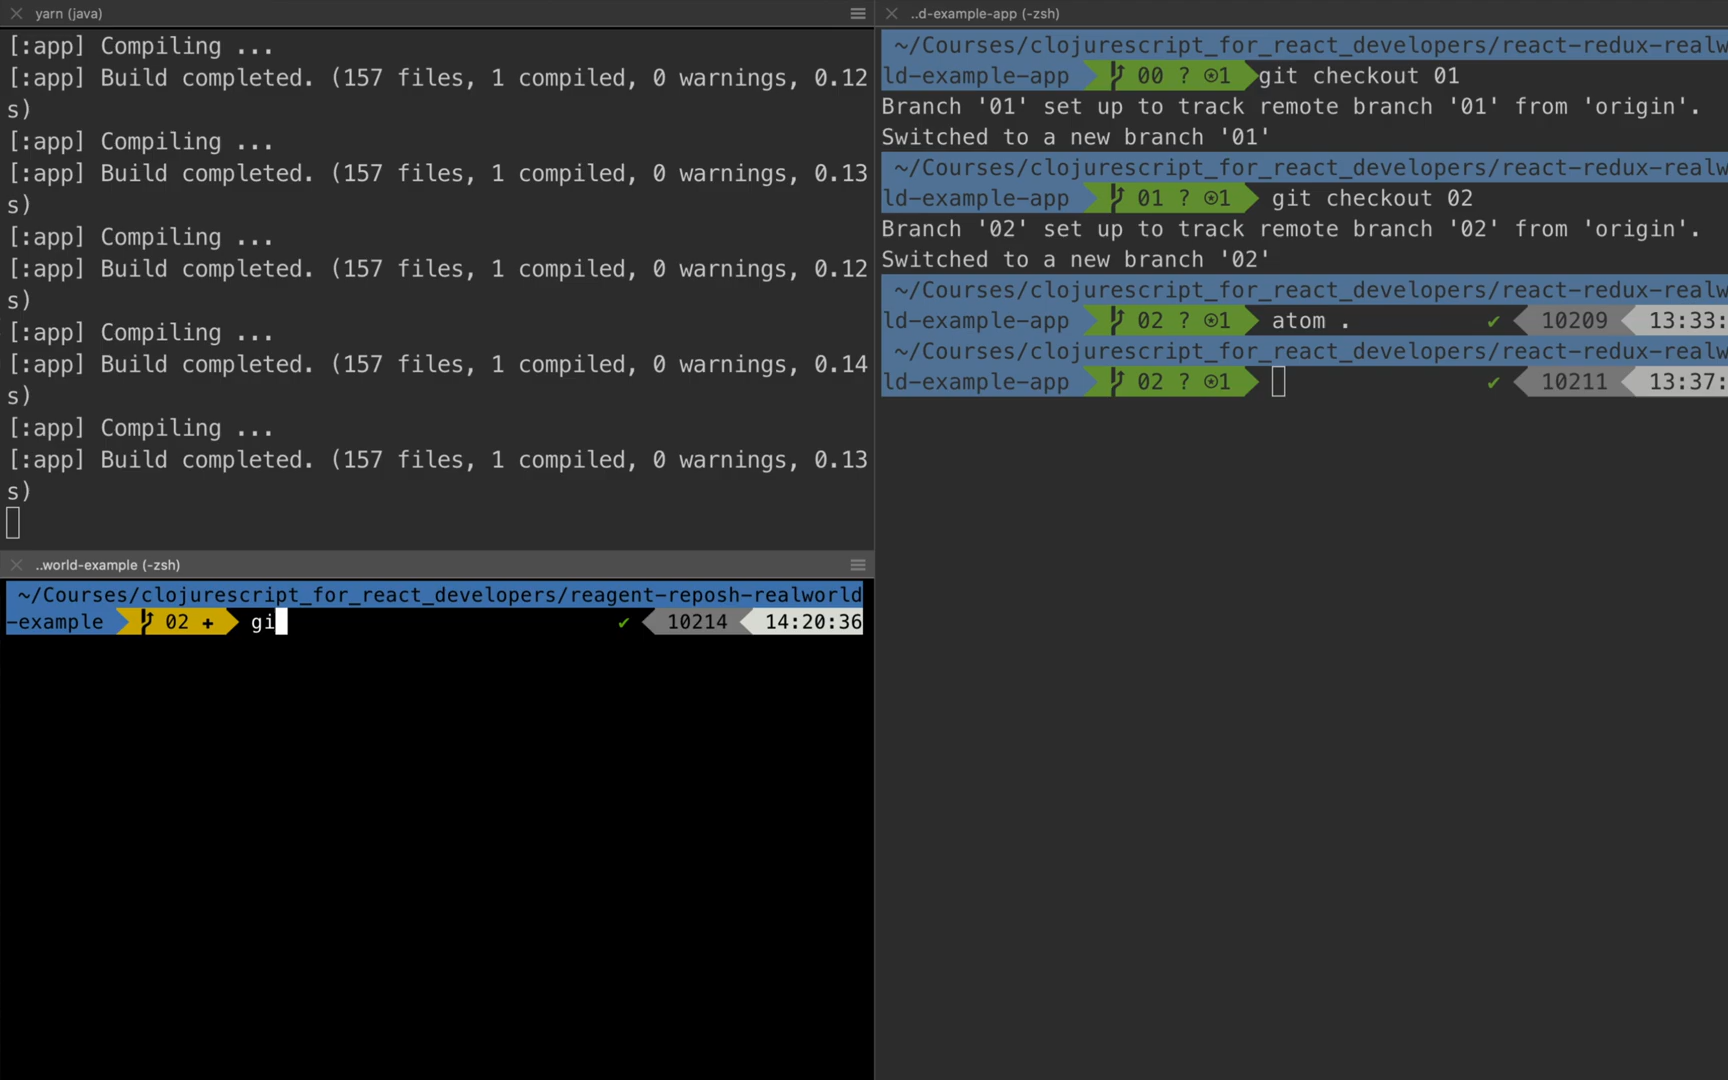 yarn (java)
[:app] Compiling ...
[:app] Build completed. (157 files, 1 compiled, 0 warnings, 0.12
s)
[:app] Compiling ...
[:app] Build completed. (157 files, 1 compiled, 0 warnings, 0.13
s)
[:app] Compiling ...
[:app] Build completed. (157 files, 1 compiled, 0 warnings, 0.12
s)
[:app] Compiling ...
[:app] Build completed. (157 files, 1 compiled, 0 warnings, 0.14
s)
[:app] Compiling ...
[:app] Build completed. (157 files, 1 compiled, 0 warnings, 0.13
s)
..world-example (-zsh)
~/Courses/clojurescript_for_react_developers/reagent-reposh-realworld
-example 02 + gi ✔ 10214 14:20:36
..d-example-app (-zsh)
~/Courses/clojurescript_for_react_developers/react-redux-realw
ld-example-app 00 ? ⊙1 git checkout 01
Branch '01' set up to track remote branch '01' from 'origin'.
Switched to a new branch '01'
~/Courses/clojurescript_for_react_developers/react-redux-realw
ld-example-app 01 ? ⊙1 git checkout 02
Branch '02' set up to track remote branch '02' from 'origin'.
Switched to a new branch '02'
~/Courses/clojurescript_for_react_developers/react-redux-realw
ld-example-app 02 ? ⊙1 atom . ✔ 10209 13:33:
~/Courses/clojurescript_for_react_developers/react-redux-realw
ld-example-app 02 ? ⊙1 ✔ 10211 13:37: